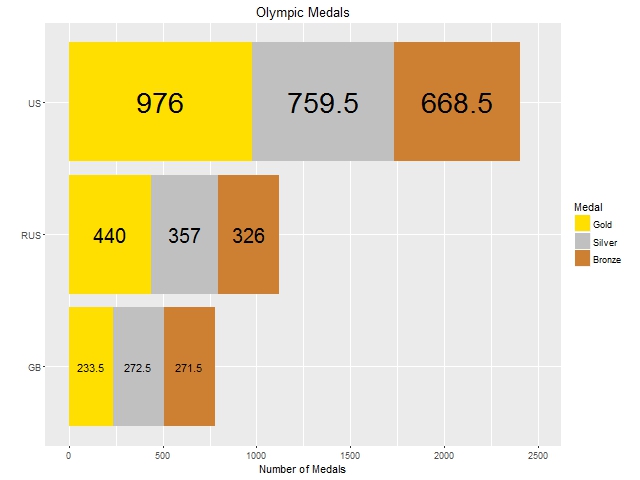 Olympic Medals
US
976 759.5 668.5
RUS
440 357 326
GB
233.5 272.5 271.5
0 500 1000 1500 2000 2500
Number of Medals
Medal
Gold
Silver
Bronze